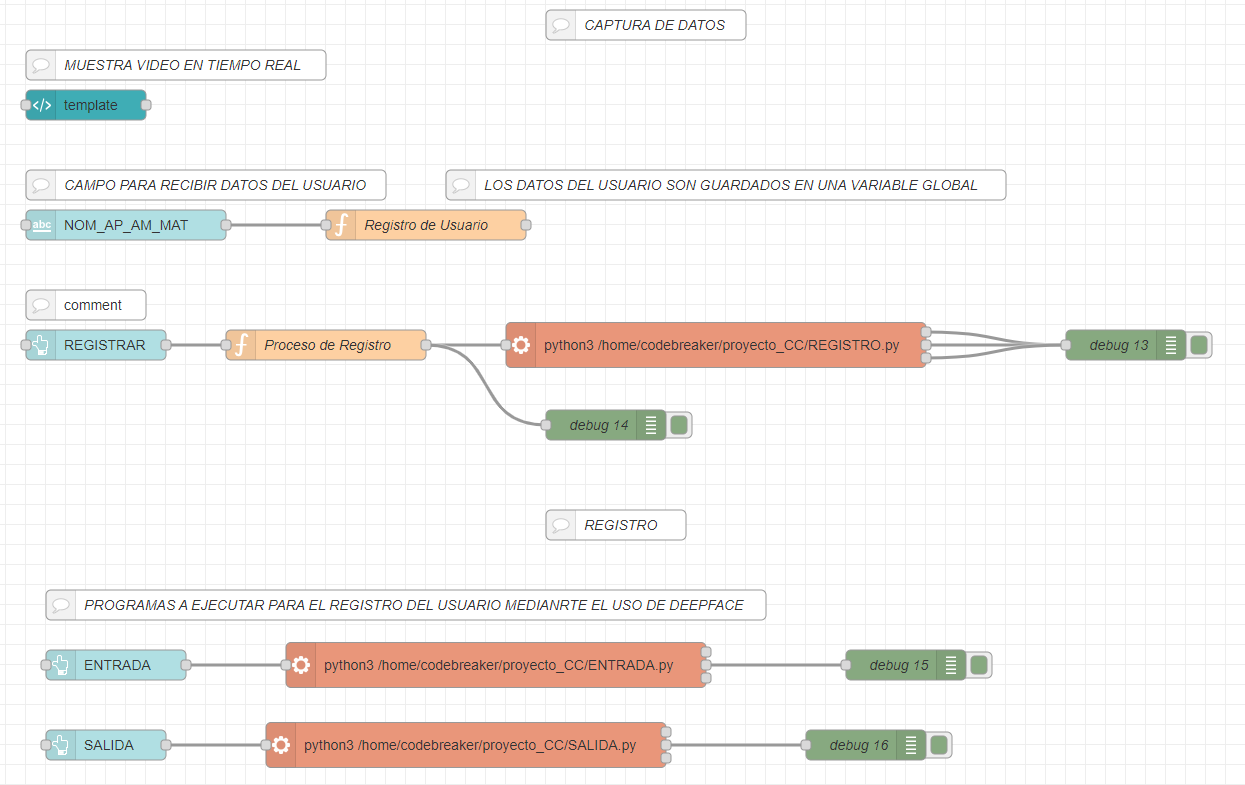 CAPTURA DE DATOS
MUESTRA VIDEO EN TIEMPO REAL
</> template
CAMPO PARA RECIBIR DATOS DEL USUARIO
LOS DATOS DEL USUARIO SON GUARDADOS EN UNA VARIABLE GLOBAL
abc NOM_AP_AM_MAT
f Registro de Usuario
comment
REGISTRAR
f Proceso de Registro
python3 /home/codebreaker/proyecto_CC/REGISTRO.py
debug 13
debug 14
REGISTRO
PROGRAMAS A EJECUTAR PARA EL REGISTRO DEL USUARIO MEDIANRTE EL USO DE DEEPFACE
ENTRADA
python3 /home/codebreaker/proyecto_CC/ENTRADA.py
debug 15
SALIDA
python3 /home/codebreaker/proyecto_CC/SALIDA.py
debug 16